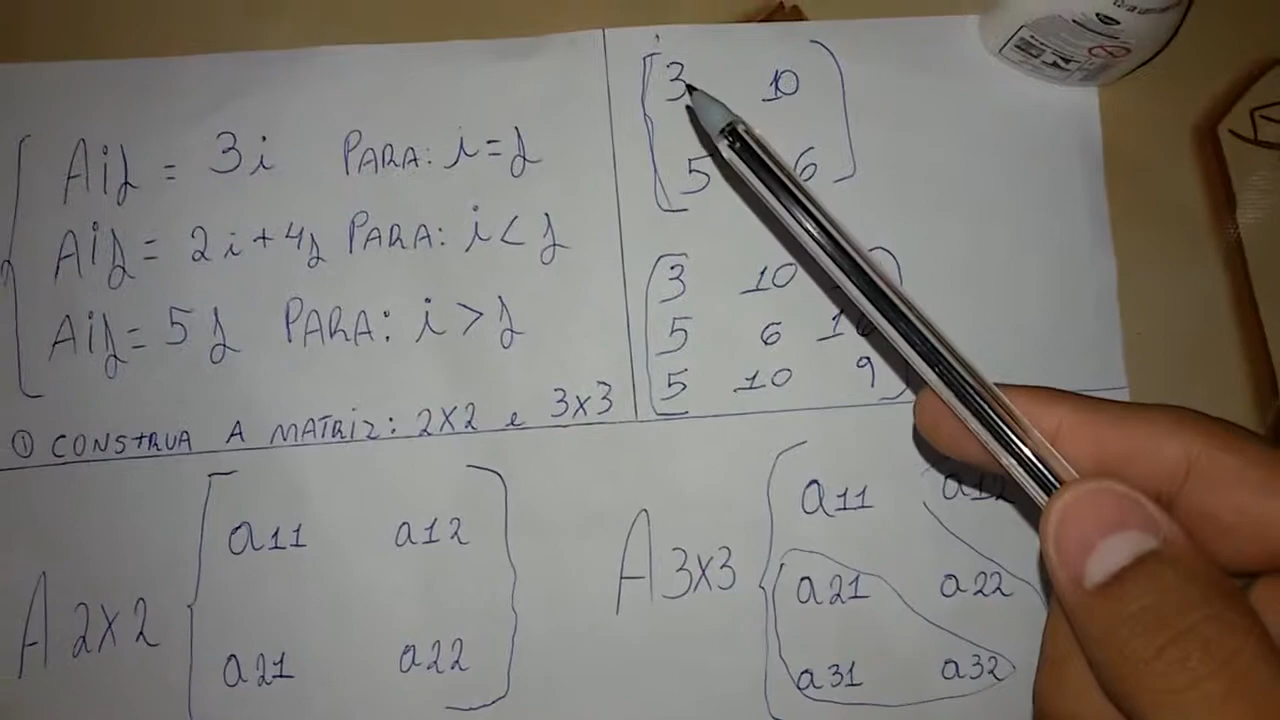 Aij = 3i PARA: i=j
Aij = 2i+4j PARA: i<j
Aij = 5j PARA: i>j
① CONSTRUA A MATRIZ: 2X2 e 3X3
3 10
5 6
3 10
5 6
5 10 9
A 2X2
a11 a12
a21 a22
A 3X3
a11 a12
a21 a22
a31 a32